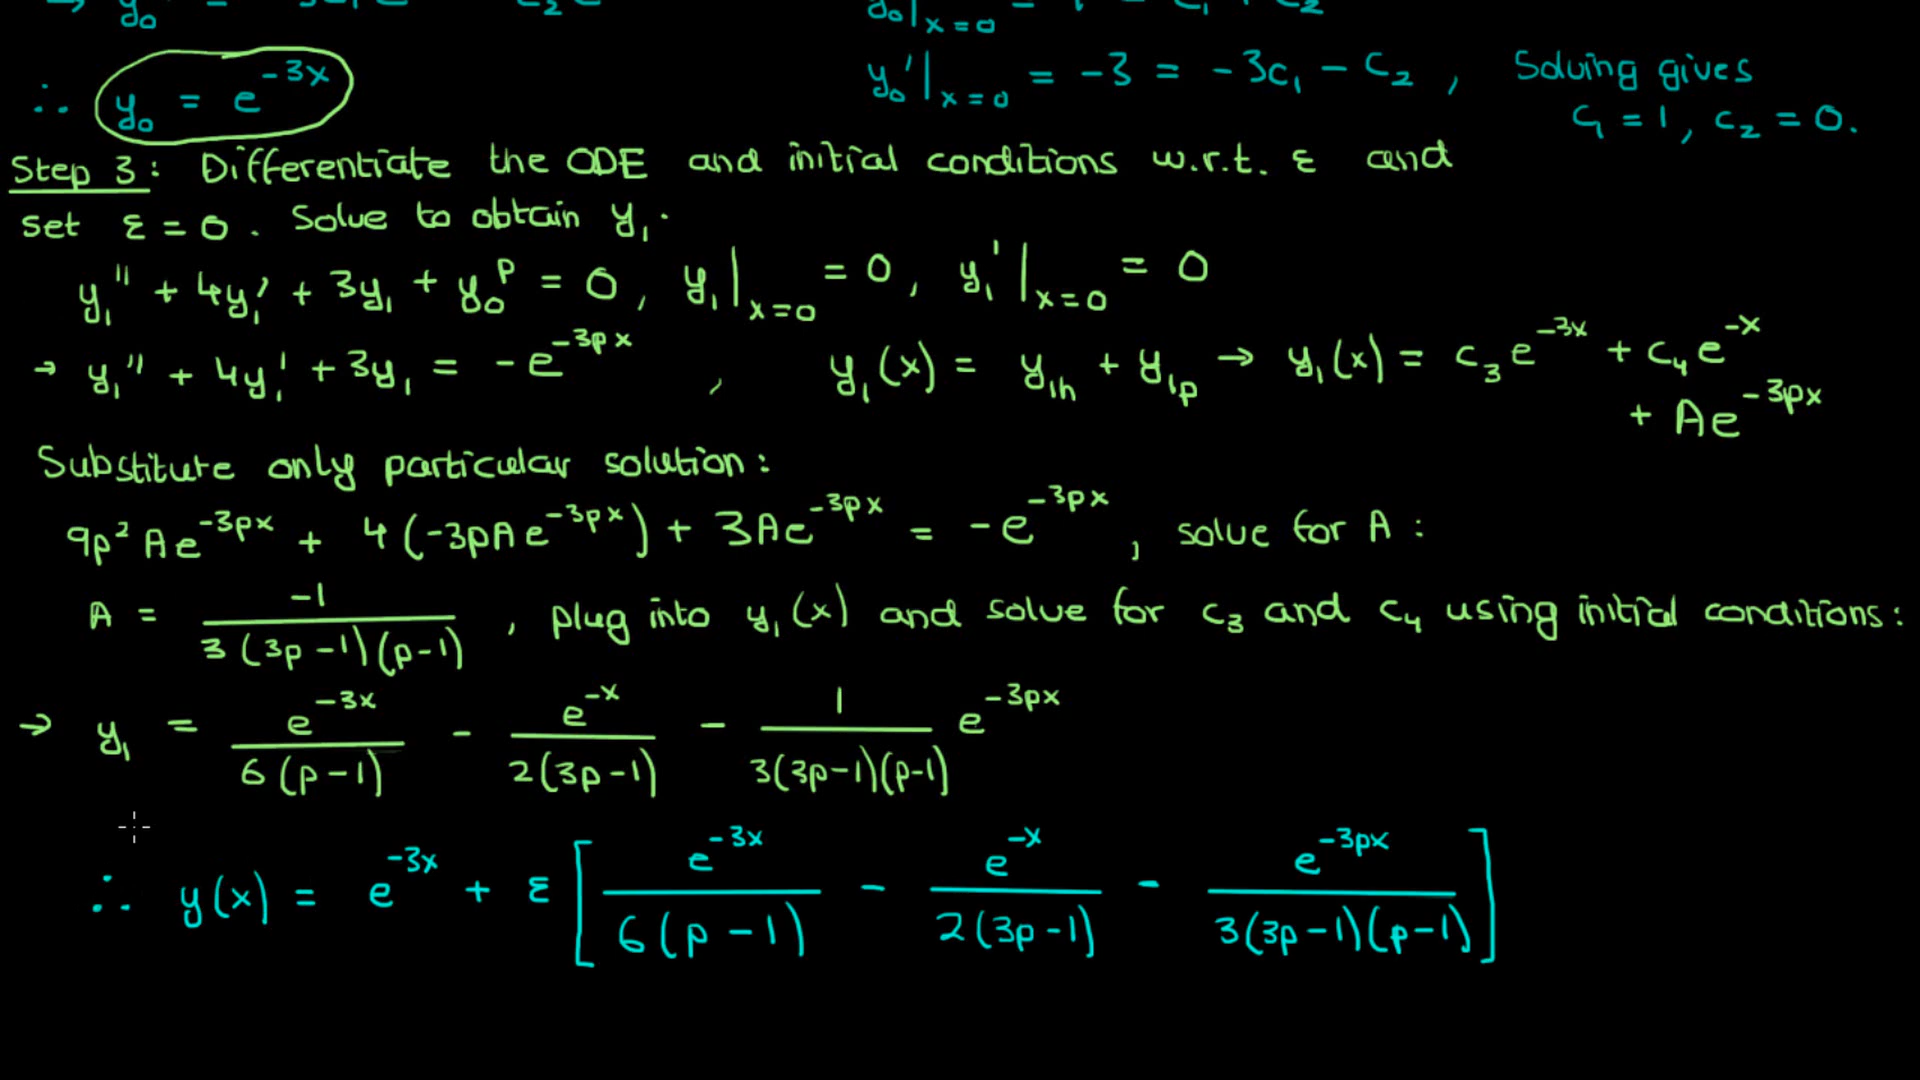 y₀|ₓ₌₀
∴ y₀ = e^{-3x}
y₀'|ₓ₌₀ = -3 = -3c₁ - c₂ , Solving gives
c₁ = 1, c₂ = 0.
Step 3: Differentiate the ODE and initial conditions w.r.t. ε and
set ε = 0. Solve to obtain y₁.
y₁'' + 4y₁' + 3y₁ + y₀^p = 0, y₁|ₓ₌₀ = 0, y₁'|ₓ₌₀ = 0
→ y₁'' + 4y₁' + 3y₁ = -e^{-3px} , y₁(x) = y₁ₕ + y₁ₚ → y₁(x) = c₃e^{-3x} + c₄e^{-x}
+ Ae^{-3px}
Substitute only particular solution:
9p²Ae^{-3px} + 4(-3pAe^{-3px}) + 3Ae^{-3px} = -e^{-3px} , solve for A:
A = -1 / 3(3p-1)(p-1) , plug into y₁(x) and solve for c₃ and c₄ using initial conditions:
→ y₁ = e^{-3x} / 6(p-1) - e^{-x} / 2(3p-1) - 1 / 3(3p-1)(p-1) e^{-3px}
∴ y(x) = e^{-3x} + ε [ e^{-3x} / 6(p-1) - e^{-x} / 2(3p-1) - e^{-3px} / 3(3p-1)(p-1) ]